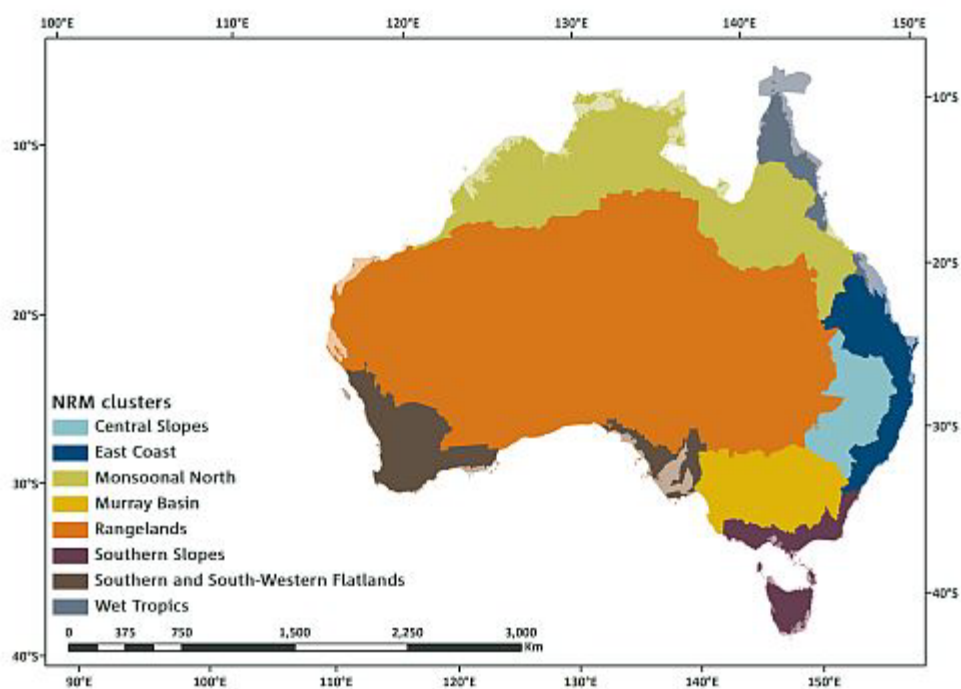 100°E 110°E 120°E 130°E 140°E 150°E
10°S
10°S
20°S
20°S
30°S
30°S
40°S
40°S
NRM clusters
Central Slopes
East Coast
Monsoonal North
Murray Basin
Rangelands
Southern Slopes
Southern and South-Western Flatlands
Wet Tropics
0 375 750 1,500 2,250 3,000
Km
90°E 100°E 110°E 120°E 130°E 140°E 150°E